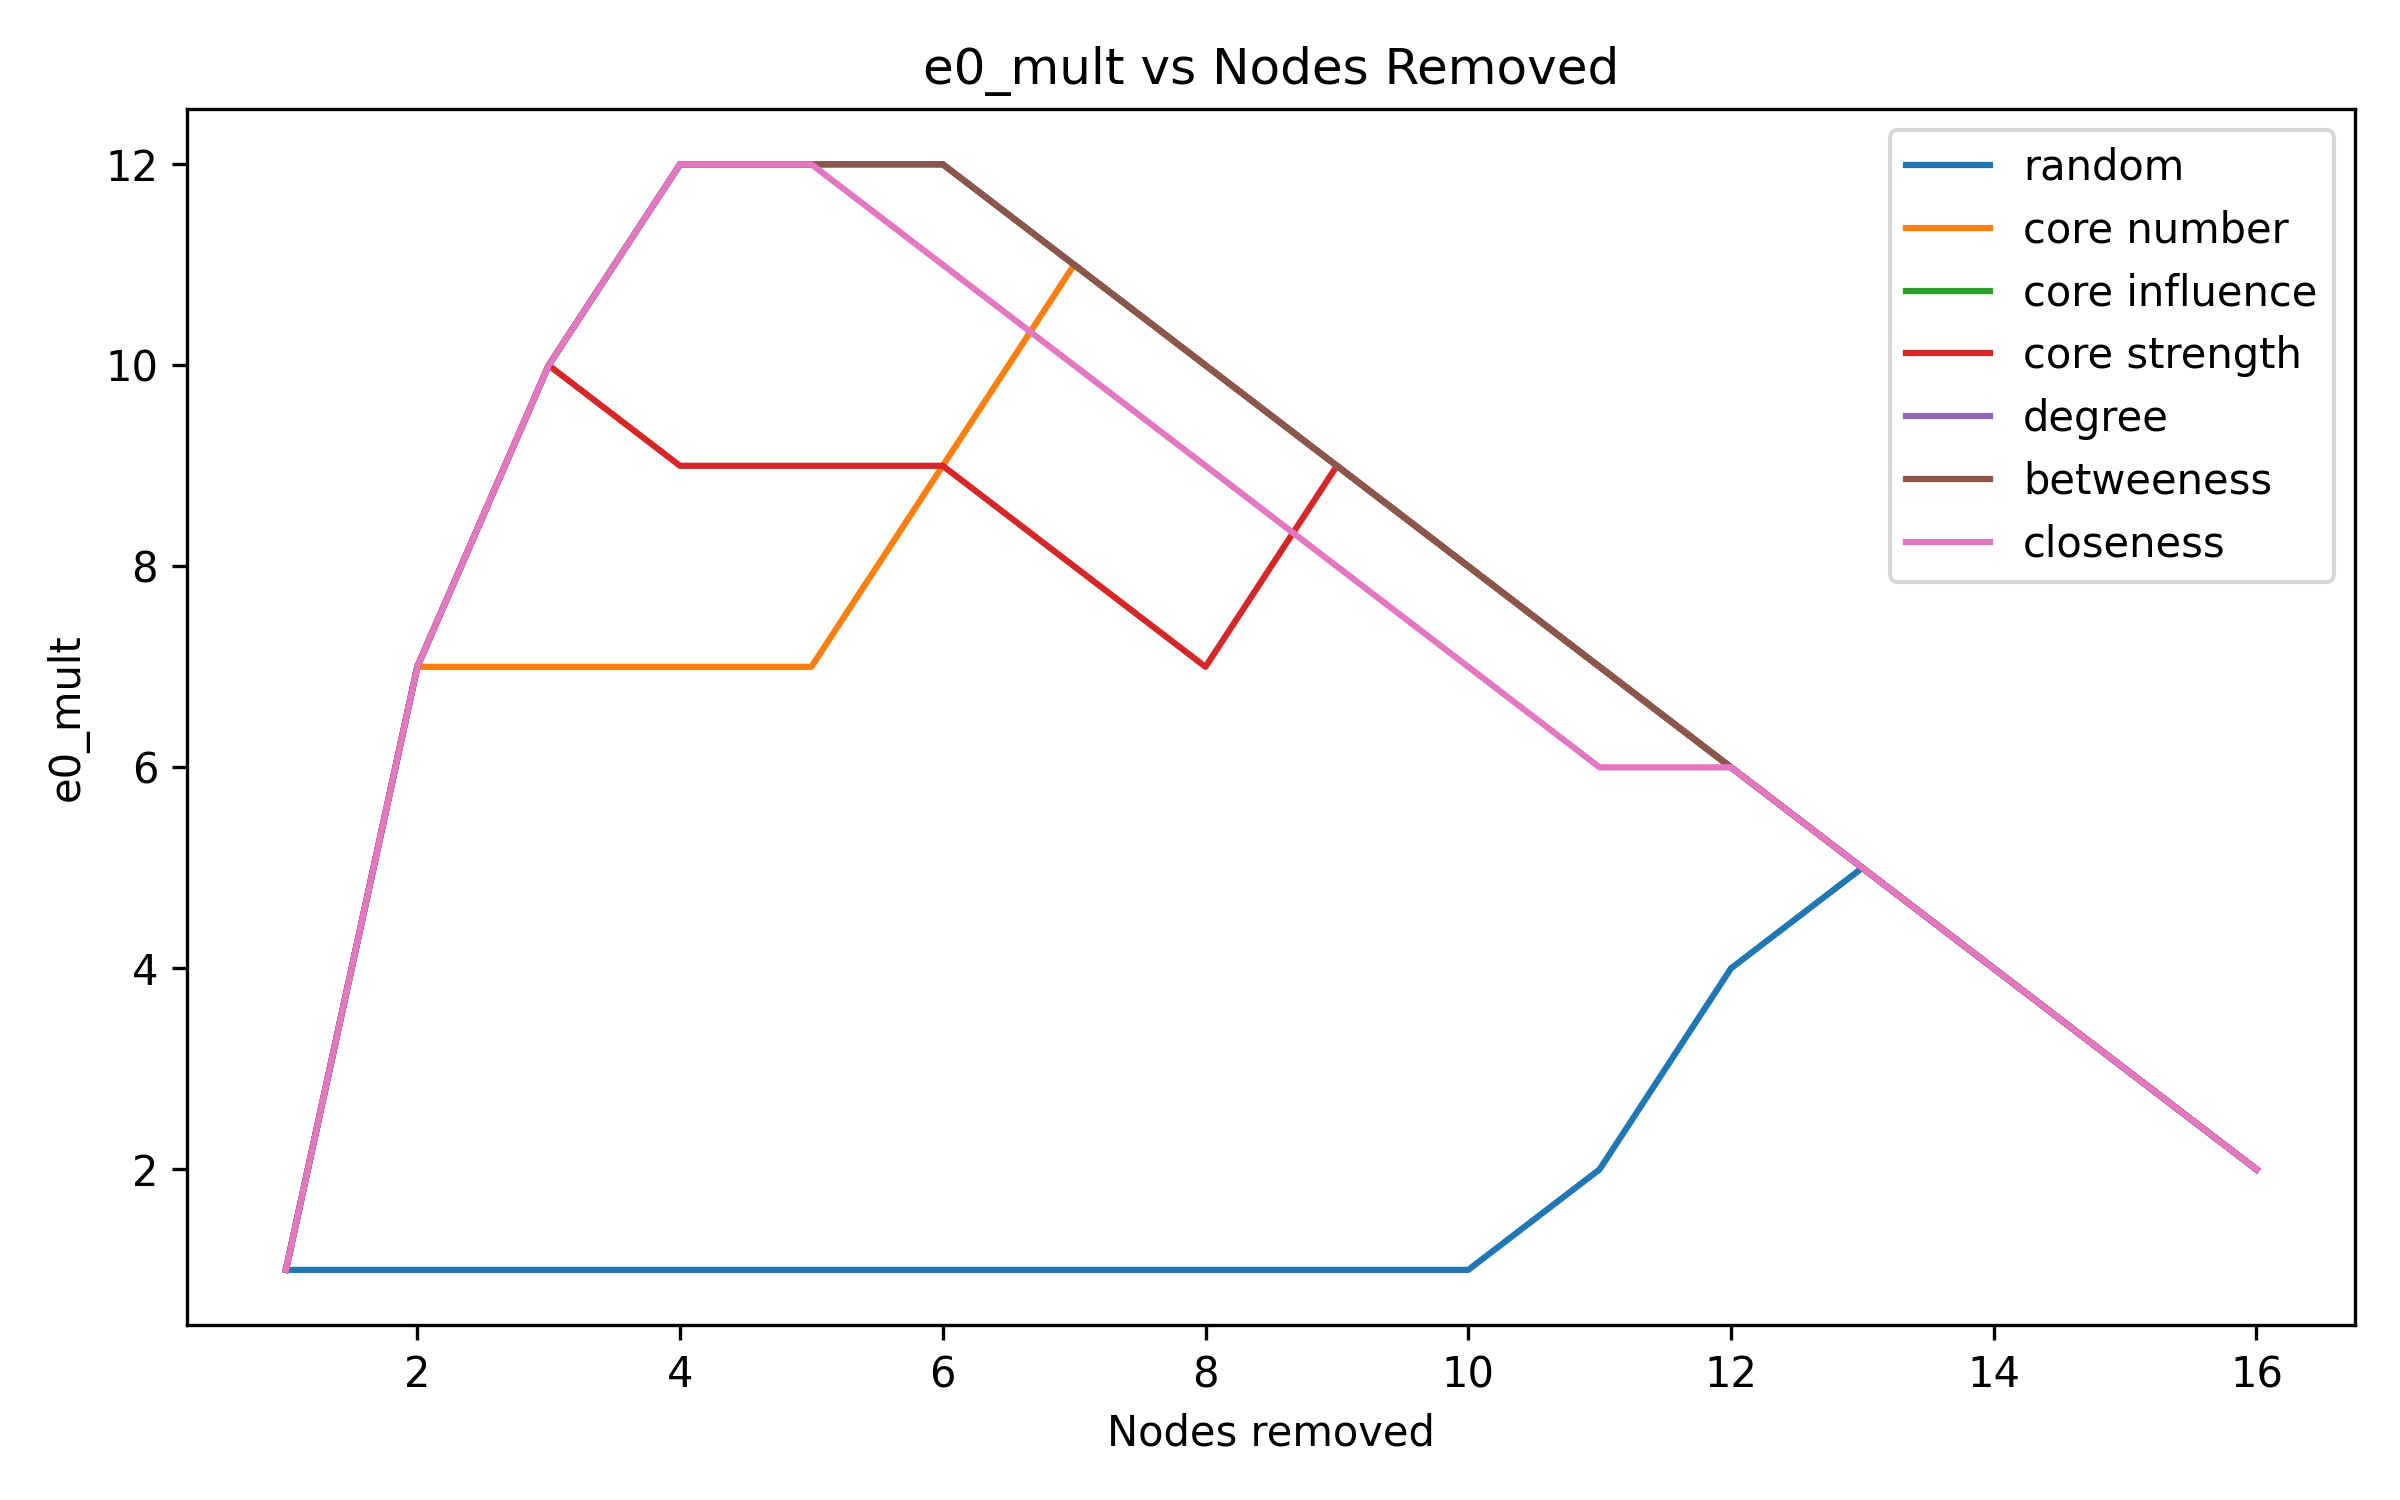 e0_mult vs Nodes Removed
12
10
8
6
4
2
e0_mult
random
core number
core influence
core strength
degree
betweeness
closeness
2
4
6
8
10
12
14
16
Nodes removed